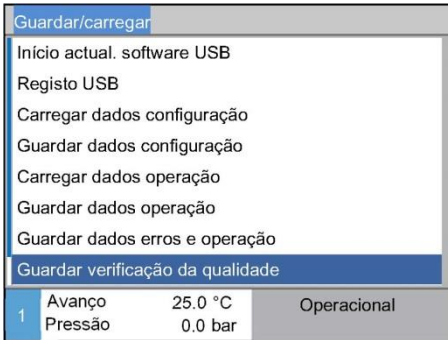 Guardar/carregar
Início actual. software USB
Registo USB
Carregar dados configuração
Guardar dados configuração
Carregar dados operação
Guardar dados operação
Guardar dados erros e operação
Guardar verificação da qualidade
1
Avanço 25.0 °C Operacional
Pressão 0.0 bar